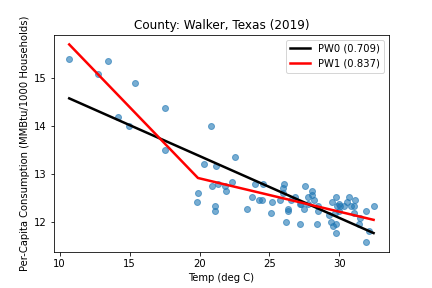 County: Walker, Texas (2019)
PW0 (0.709)
PW1 (0.837)
Per-Capita Consumption (MMBtu/1000 Households)
15
14
13
12
10
15
20
25
30
Temp (deg C)